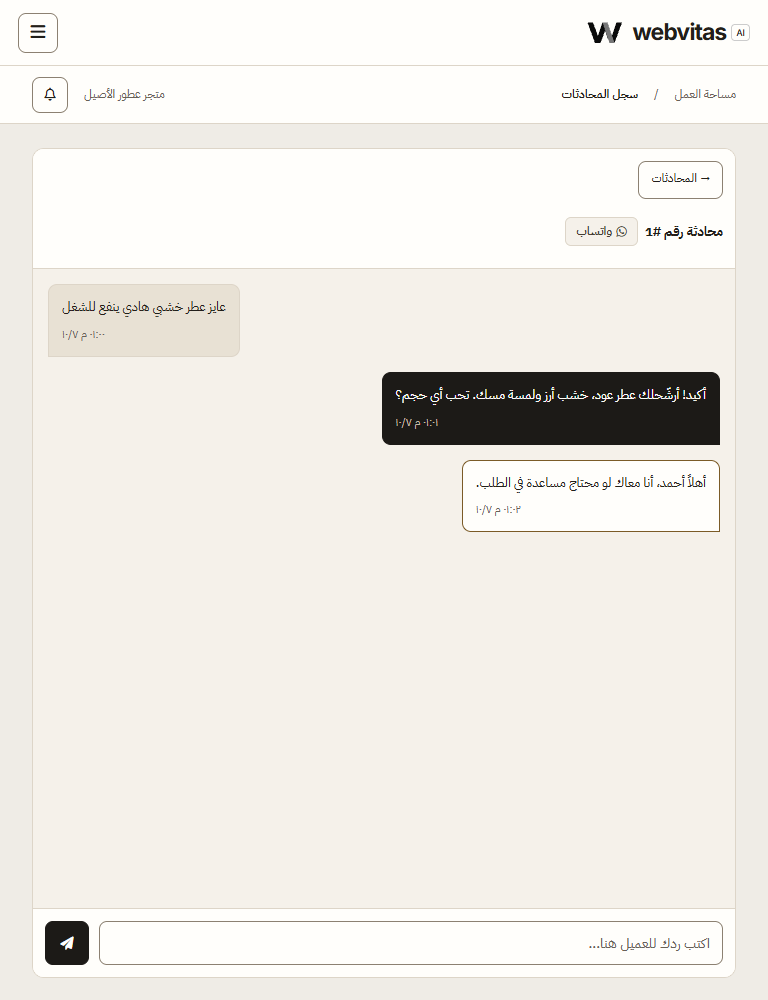 webvitas AI
مساحة العمل / سجل المحادثات
متجر عطور الأصيل
→ المحادثات
محادثة رقم #1 واتساب
عايز عطر خشبي هادي ينفع للشغل
٠١:٠٠ م ١٠/٧
أكيد! أرشّحلك عطر عود، خشب أرز ولمسة مسك. تحب أي حجم؟
٠١:٠١ م ١٠/٧
أهلاً أحمد، أنا معاك لو محتاج مساعدة في الطلب.
٠١:٠٢ م ١٠/٧
اكتب ردك للعميل هنا...